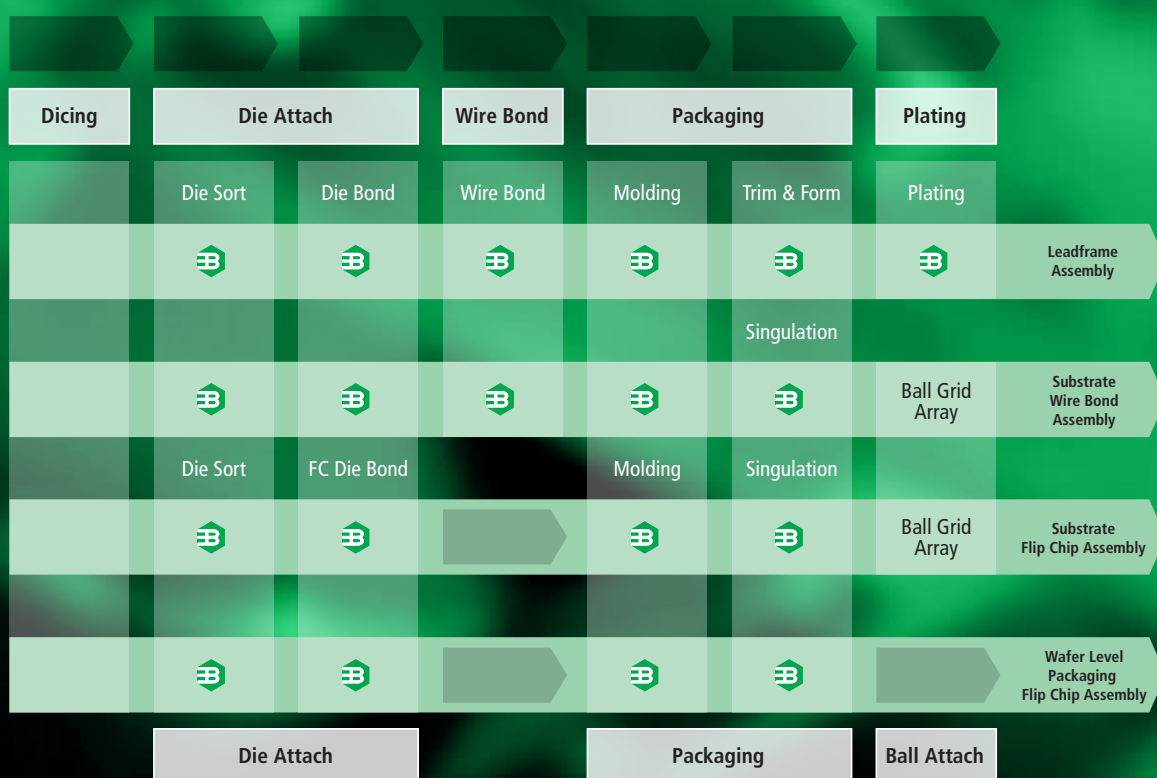 Dicing
Die Attach
Wire Bond
Packaging
Plating
Die Sort
Die Bond
Wire Bond
Molding
Trim & Form
Plating
Leadframe
Assembly
Singulation
Ball Grid
Array
Substrate
Wire Bond
Assembly
Die Sort
FC Die Bond
Molding
Singulation
Ball Grid
Array
Substrate
Flip Chip Assembly
Wafer Level
Packaging
Flip Chip Assembly
Die Attach
Packaging
Ball Attach